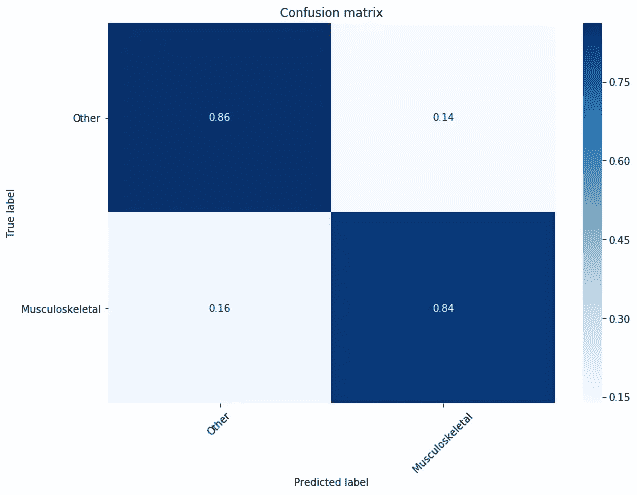 Confusion matrix
0.75
Other
0.86
0.14
0.60
True label
0.45
Musculoskeletal
0.16
0.84
0.30
0.15
Other
Musculoskeletal
Predicted label